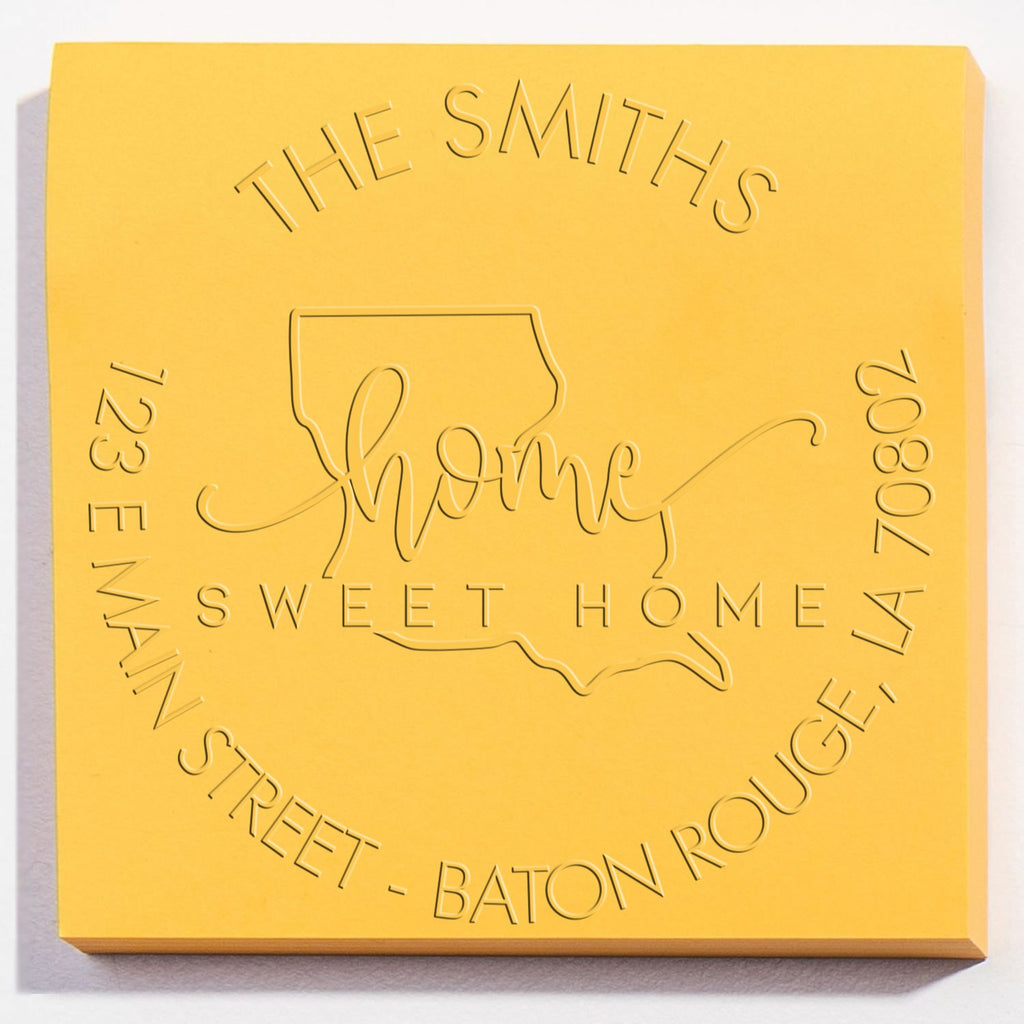 THE SMITHS
home
SWEET HOME
123 E MAIN STREET - BATON ROUGE, LA 70802